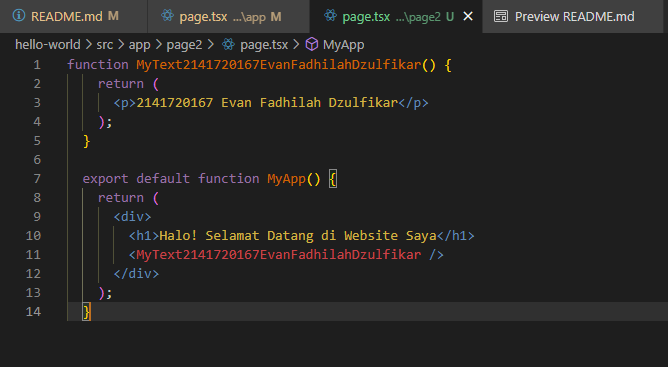 README.md M page.tsx ...\app M page.tsx ...\page2 U Preview README.md
hello-world > src > app > page2 > page.tsx > MyApp
1 function MyText2141720167EvanFadhilahDzulfikar() {
2 return (
3 <p>2141720167 Evan Fadhilah Dzulfikar</p>
4 );
5 }
6
7 export default function MyApp() {
8 return (
9 <div>
10 <h1>Halo! Selamat Datang di Website Saya</h1>
11 <MyText2141720167EvanFadhilahDzulfikar />
12 </div>
13 );
14 }